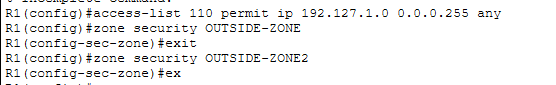 R1(config)#access-list 110 permit ip 192.127.1.0 0.0.0.255 any
R1(config)#zone security OUTSIDE-ZONE
R1(config-sec-zone)#exit
R1(config)#zone security OUTSIDE-ZONE2
R1(config-sec-zone)#ex